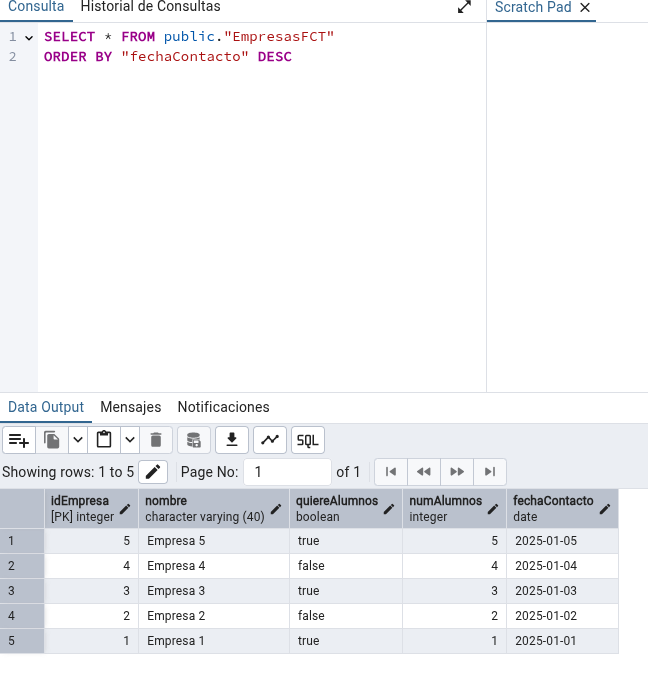 Consulta Historial de Consultas Scratch Pad
1 SELECT * FROM public."EmpresasFCT"
2 ORDER BY "fechaContacto" DESC
Data Output Mensajes Notificaciones
SQL
Showing rows: 1 to 5 Page No: 1 of 1
idEmpresa nombre quiereAlumnos numAlumnos fechaContacto
[PK] integer character varying (40) boolean integer date
1 5 Empresa 5 true 5 2025-01-05
2 4 Empresa 4 false 4 2025-01-04
3 3 Empresa 3 true 3 2025-01-03
4 2 Empresa 2 false 2 2025-01-02
5 1 Empresa 1 true 1 2025-01-01